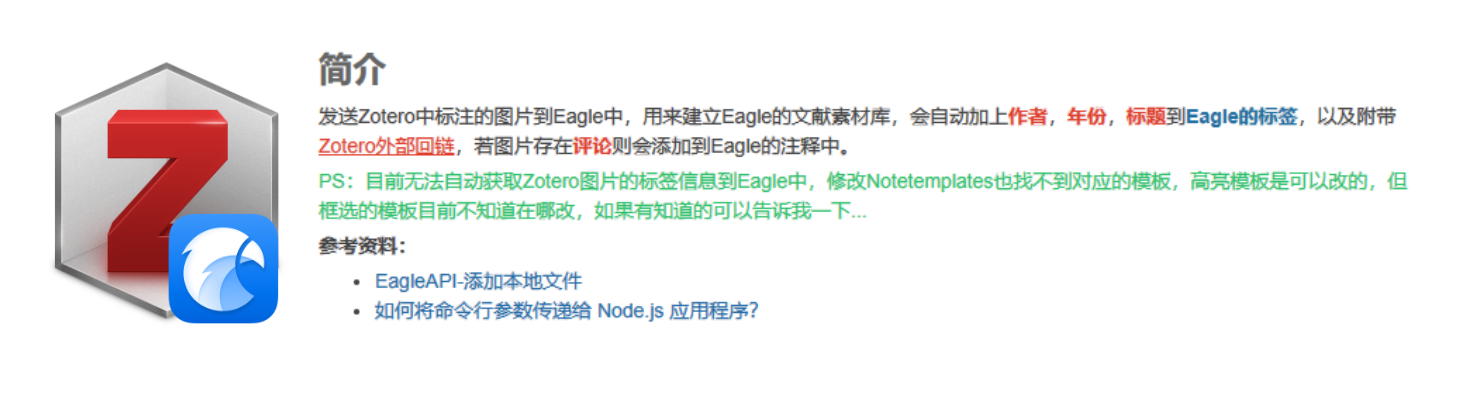 简介
发送Zotero中标注的图片到Eagle中，用来建立Eagle的文献素材库，会自动加上作者，年份，标题到Eagle的标签，以及附带
Zotero外部回链，若图片存在评论则会添加到Eagle的注释中。
PS：目前无法自动获取Zotero图片的标签信息到Eagle中，修改Notetemplates也找不到对应的模板，高亮模板是可以改的，但
框选的模板目前不知道在哪改，如果有知道的可以告诉我一下...
参考资料：
• EagleAPI-添加本地文件
• 如何将命令行参数传递给 Node.js 应用程序？
Z